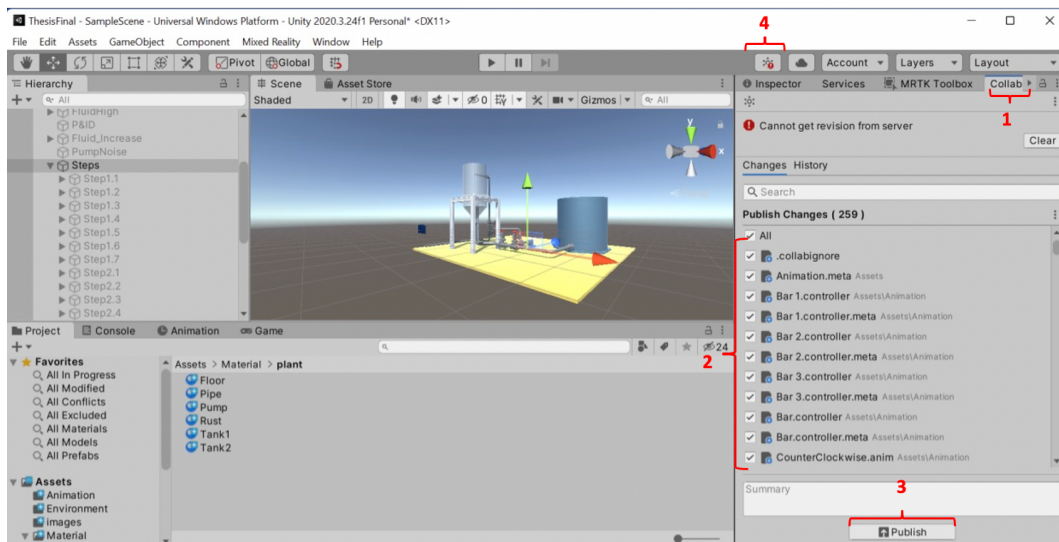 ThesisFinal - SampleScene - Universal Windows Platform - Unity 2020.3.24f1 Personal* <DX11>
4
File Edit Assets GameObject Component Mixed Reality Window Help
Pivot Global Account Layers Layout
Hierarchy
All
FluidHigh
P&ID
Fluid_Increase
PumpNoise
Steps
Step1.1
Step1.2
Step1.3
Step1.4
Step1.5
Step1.6
Step1.7
Step2.1
Step2.2
Step2.3
Step2.4
Scene Asset Store
Shaded 2D 0 Gizmos All
y
x
Inspector Services MRTK Toolbox Collab
1
Cannot get revision from server
Clear
Changes History
Search
Publish Changes ( 259 )
All
.collabignore
Animation.meta Assets
Bar 1.controller Assets\Animation
Bar 1.controller.meta Assets\Animation
Bar 2.controller Assets\Animation
Bar 2.controller.meta Assets\Animation
Bar 3.controller Assets\Animation
Bar 3.controller.meta Assets\Animation
Bar.controller Assets\Animation
Bar.controller.meta Assets\Animation
CounterClockwise.anim Assets\Animation
2
Summary
3
Publish
Project Console Animation Game
24
Favorites
All In Progress
All Modified
All Conflicts
All Excluded
All Materials
All Models
All Prefabs
Assets
Animation
Environment
images
Material
Assets > Material > plant
Floor
Pipe
Pump
Rust
Tank1
Tank2